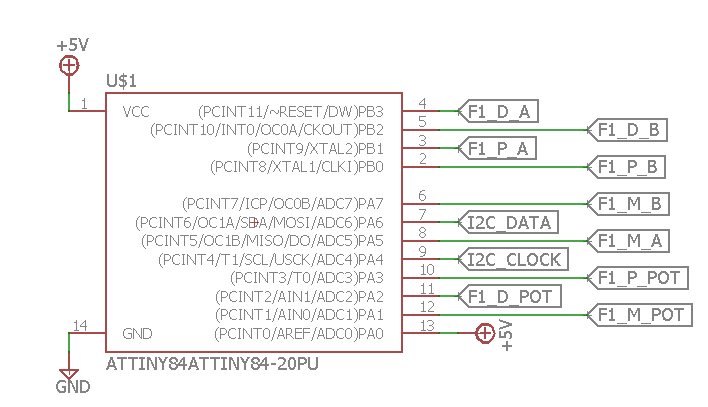 +5V
U$1
1 VCC (PCINT11/~RESET/DW)PB3 4 F1_D_A
(PCINT10/INT0/OC0A/CKOUT)PB2 5 F1_D_B
(PCINT9/XTAL2)PB1 3 F1_P_A
(PCINT8/XTAL1/CLKI)PB0 2 F1_P_B
(PCINT7/ICP/OC0B/ADC7)PA7 6 F1_M_B
(PCINT6/OC1A/SDA/MOSI/ADC6)PA6 7 I2C_DATA
(PCINT5/OC1B/MISO/DO/ADC5)PA5 8 F1_M_A
(PCINT4/T1/SCL/USCK/ADC4)PA4 9 I2C_CLOCK
(PCINT3/T0/ADC3)PA3 10 F1_P_POT
(PCINT2/AIN1/ADC2)PA2 11 F1_D_POT
(PCINT1/AIN0/ADC1)PA1 12 F1_M_POT
14 GND (PCINT0/AREF/ADC0)PA0 13 +5V
ATTINY84ATTINY84-20PU
GND